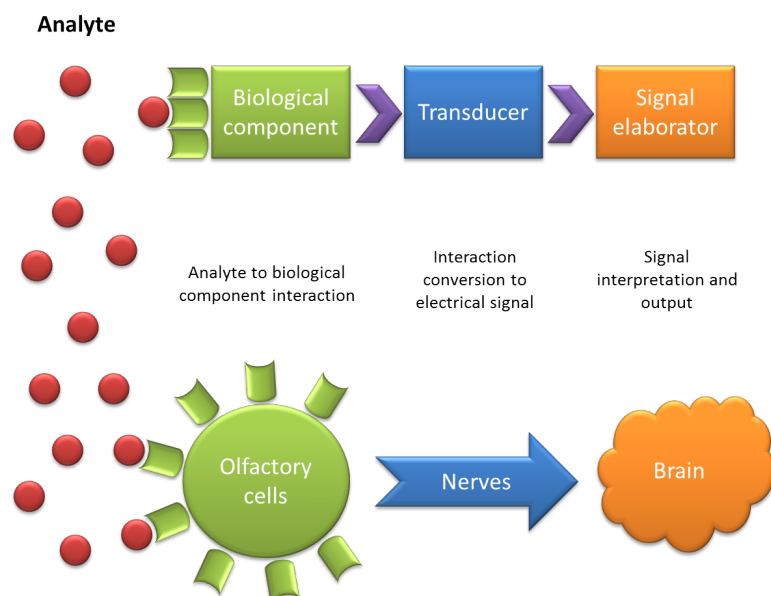 Analyte
Biological
component
Transducer
Signal
elaborator
Analyte to biological
component interaction
Interaction
conversion to
electrical signal
Signal
interpretation and
output
Olfactory
cells
Nerves
Brain